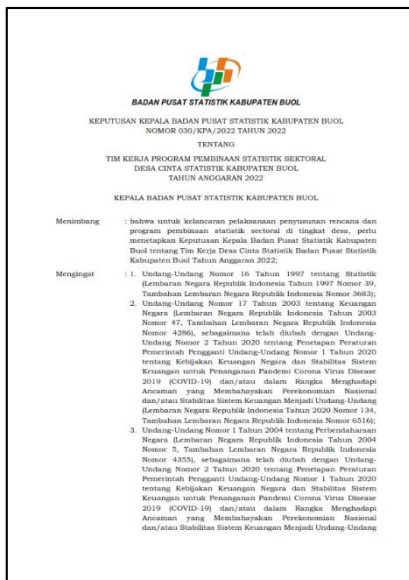 BADAN PUSAT STATISTIK KABUPATEN BUOL
KEPUTUSAN KEPALA BADAN PUSAT STATISTIK KABUPATEN BUOL
NOMOR 030/KPA/2022 TAHUN 2022
TENTANG
TIM KERJA PROGRAM PEMBINAAN STATISTIK SEKTORAL
DESA CINTA STATISTIK KABUPATEN BUOL
TAHUN ANGGARAN 2022
KEPALA BADAN PUSAT STATISTIK KABUPATEN BUOL
Menimbang : bahwa untuk kelancaran pelaksanaan penyusunan rencana dan
program pembinaan statistik sektoral di tingkat desa, perlu
menetapkan Keputusan Kepala Badan Pusat Statistik Kabupaten
Buol tentang Tim Kerja Desa Cinta Statistik Badan Pusat Statistik
Kabupaten Buol Tahun Anggaran 2022;
Mengingat : 1. Undang-Undang Nomor 16 Tahun 1997 tentang Statistik
(Lembaran Negara Republik Indonesia Tahun 1997 Nomor 39,
Tambahan Lembaran Negara Republik Indonesia Nomor 3683);
2. Undang-Undang Nomor 17 Tahun 2003 tentang Keuangan
Negara (Lembaran Negara Republik Indonesia Tahun 2003
Nomor 47, Tambahan Lembaran Negara Republik Indonesia Nomor
4286), sebagaimana telah diubah dengan Undang-
Undang Nomor 2 Tahun 2020 tentang Penetapan Peraturan
Pemerintah Pengganti Undang-Undang Nomor 1 Tahun 2020
tentang Kebijakan Keuangan Negara dan Stabilitas Sistem
Keuangan untuk Penanganan Pandemi Corona Virus Disease
2019 (COVID-19) dan/atau dalam Rangka Menghadapi
Ancaman yang Membahayakan Perekonomian Nasional
dan/atau Stabilitas Sistem Keuangan Menjadi Undang-Undang
(Lembaran Negara Republik Indonesia Tahun 2020 Nomor 134,
Tambahan Lembaran Negara Republik Indonesia Nomor 6516);
3. Undang-Undang Nomor 1 Tahun 2004 tentang Perbendaharaan
Negara (Lembaran Negara Republik Indonesia Tahun 2004
Nomor 5, Tambahan Lembaran Negara Republik Indonesia
Nomor 4355), sebagaimana telah diubah dengan Undang-
Undang Nomor 2 Tahun 2020 tentang Penetapan Peraturan
Pemerintah Pengganti Undang-Undang Nomor 1 Tahun 2020
tentang Kebijakan Keuangan Negara dan Stabilitas Sistem
Keuangan untuk Penanganan Pandemi Corona Virus Disease
2019 (COVID-19) dan/atau dalam Rangka Menghadapi
Ancaman yang Membahayakan Perekonomian Nasional
dan/atau Stabilitas Sistem Keuangan Menjadi Undang-Undang